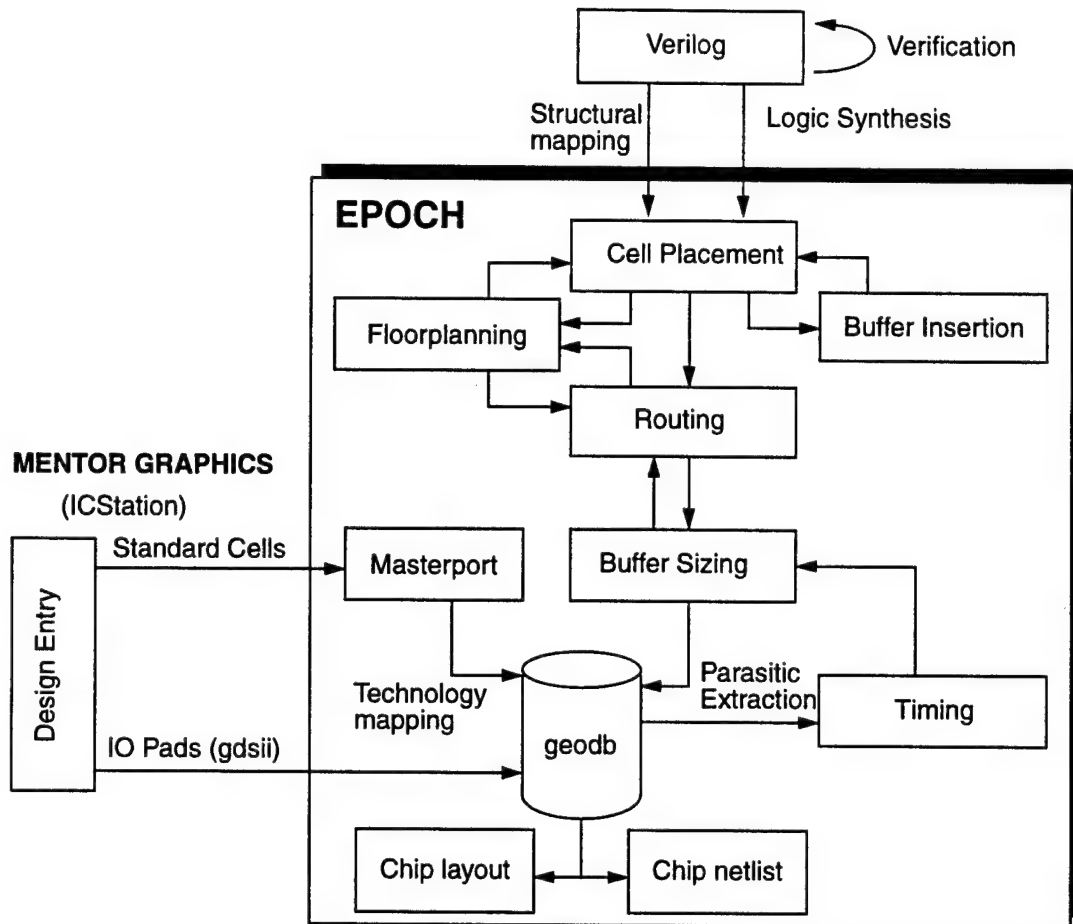 Verilog
Verification
Structural
mapping
Logic Synthesis
EPOCH
Cell Placement
Floorplanning
Buffer Insertion
Routing
MENTOR GRAPHICS
(ICStation)
Standard Cells
Masterport
Buffer Sizing
Design Entry
Technology
mapping
Parasitic
Extraction
Timing
IO Pads (gdsii)
geodb
Chip layout
Chip netlist